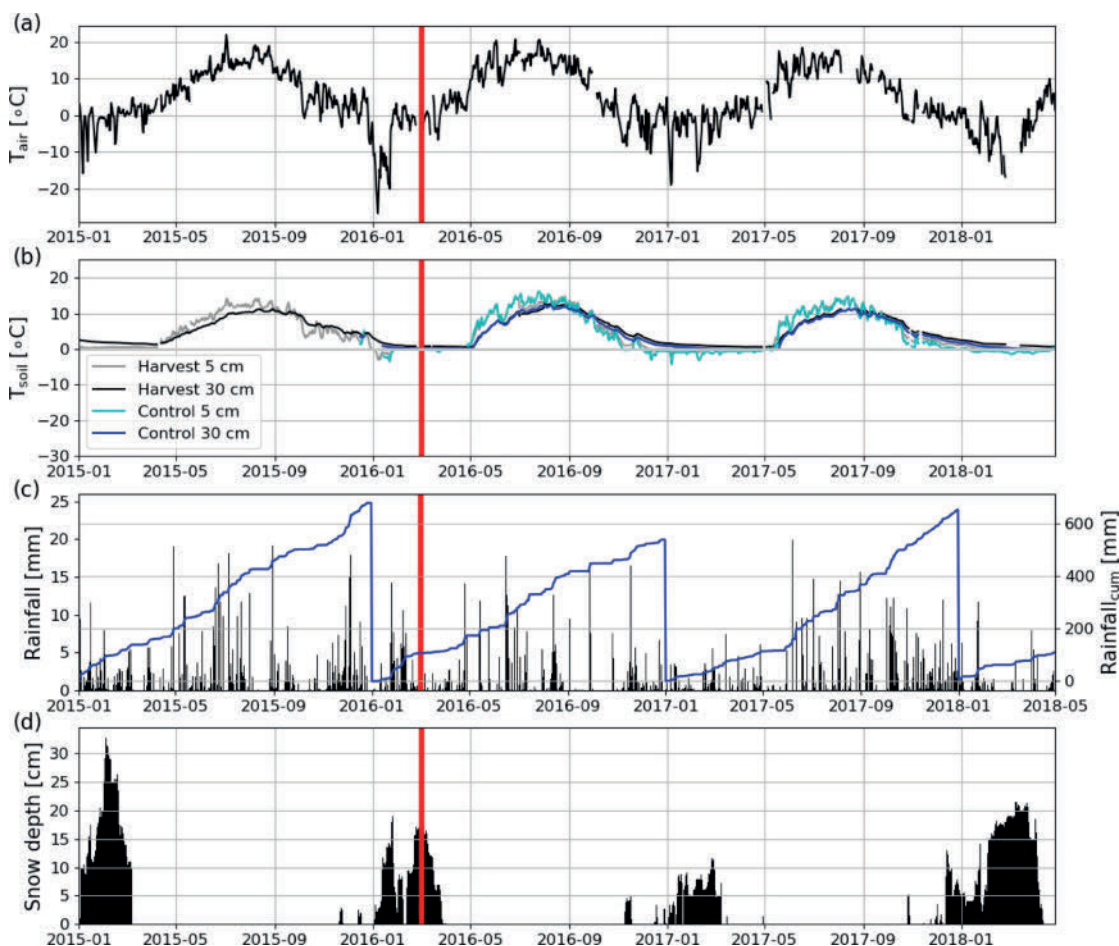 (a)
20
10
0
−10
−20
T_air [∘C]
2015-01 2015-05 2015-09 2016-01 2016-05 2016-09 2017-01 2017-05 2017-09 2018-01
(b)
20
10
0
−10
−20
−30
T_soil [∘C]
Harvest 5 cm
Harvest 30 cm
Control 5 cm
Control 30 cm
2015-01 2015-05 2015-09 2016-01 2016-05 2016-09 2017-01 2017-05 2017-09 2018-01
(c)
25
20
15
10
5
0
Rainfall [mm]
600
400
200
0
Rainfall_cum [mm]
2015-01 2015-05 2015-09 2016-01 2016-05 2016-09 2017-01 2017-05 2017-09 2018-01 2018-05
(d)
30
25
20
15
10
5
0
Snow depth [cm]
2015-01 2015-05 2015-09 2016-01 2016-05 2016-09 2017-01 2017-05 2017-09 2018-01